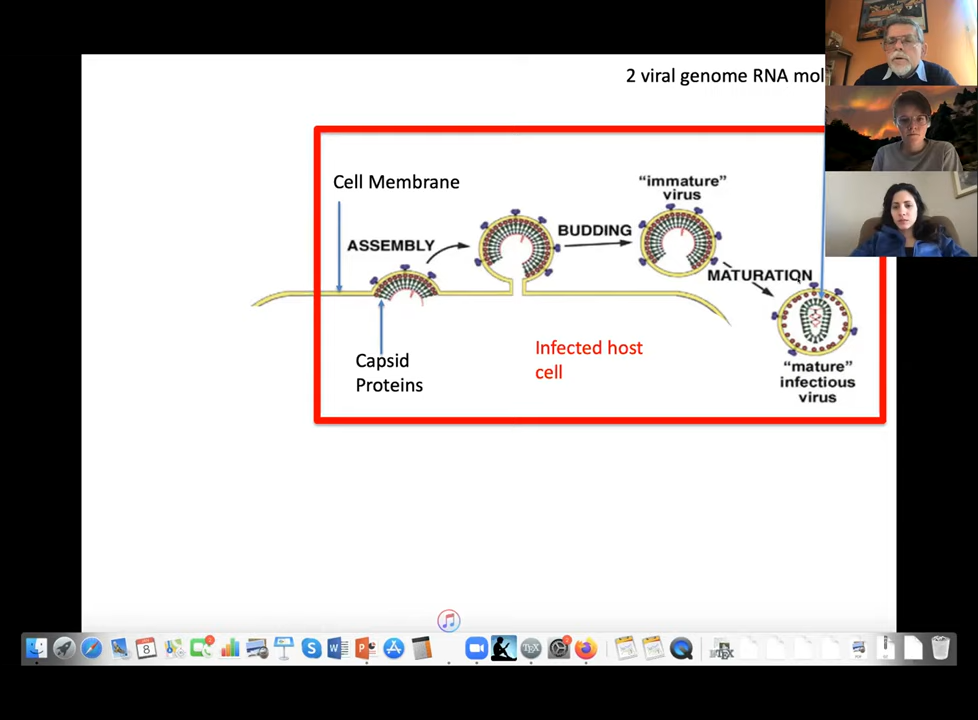 2 viral genome RNA mol
Cell Membrane
"immature"
virus
ASSEMBLY
BUDDING
MATURATION
Capsid
Proteins
Infected host
cell
"mature"
infectious
virus
8